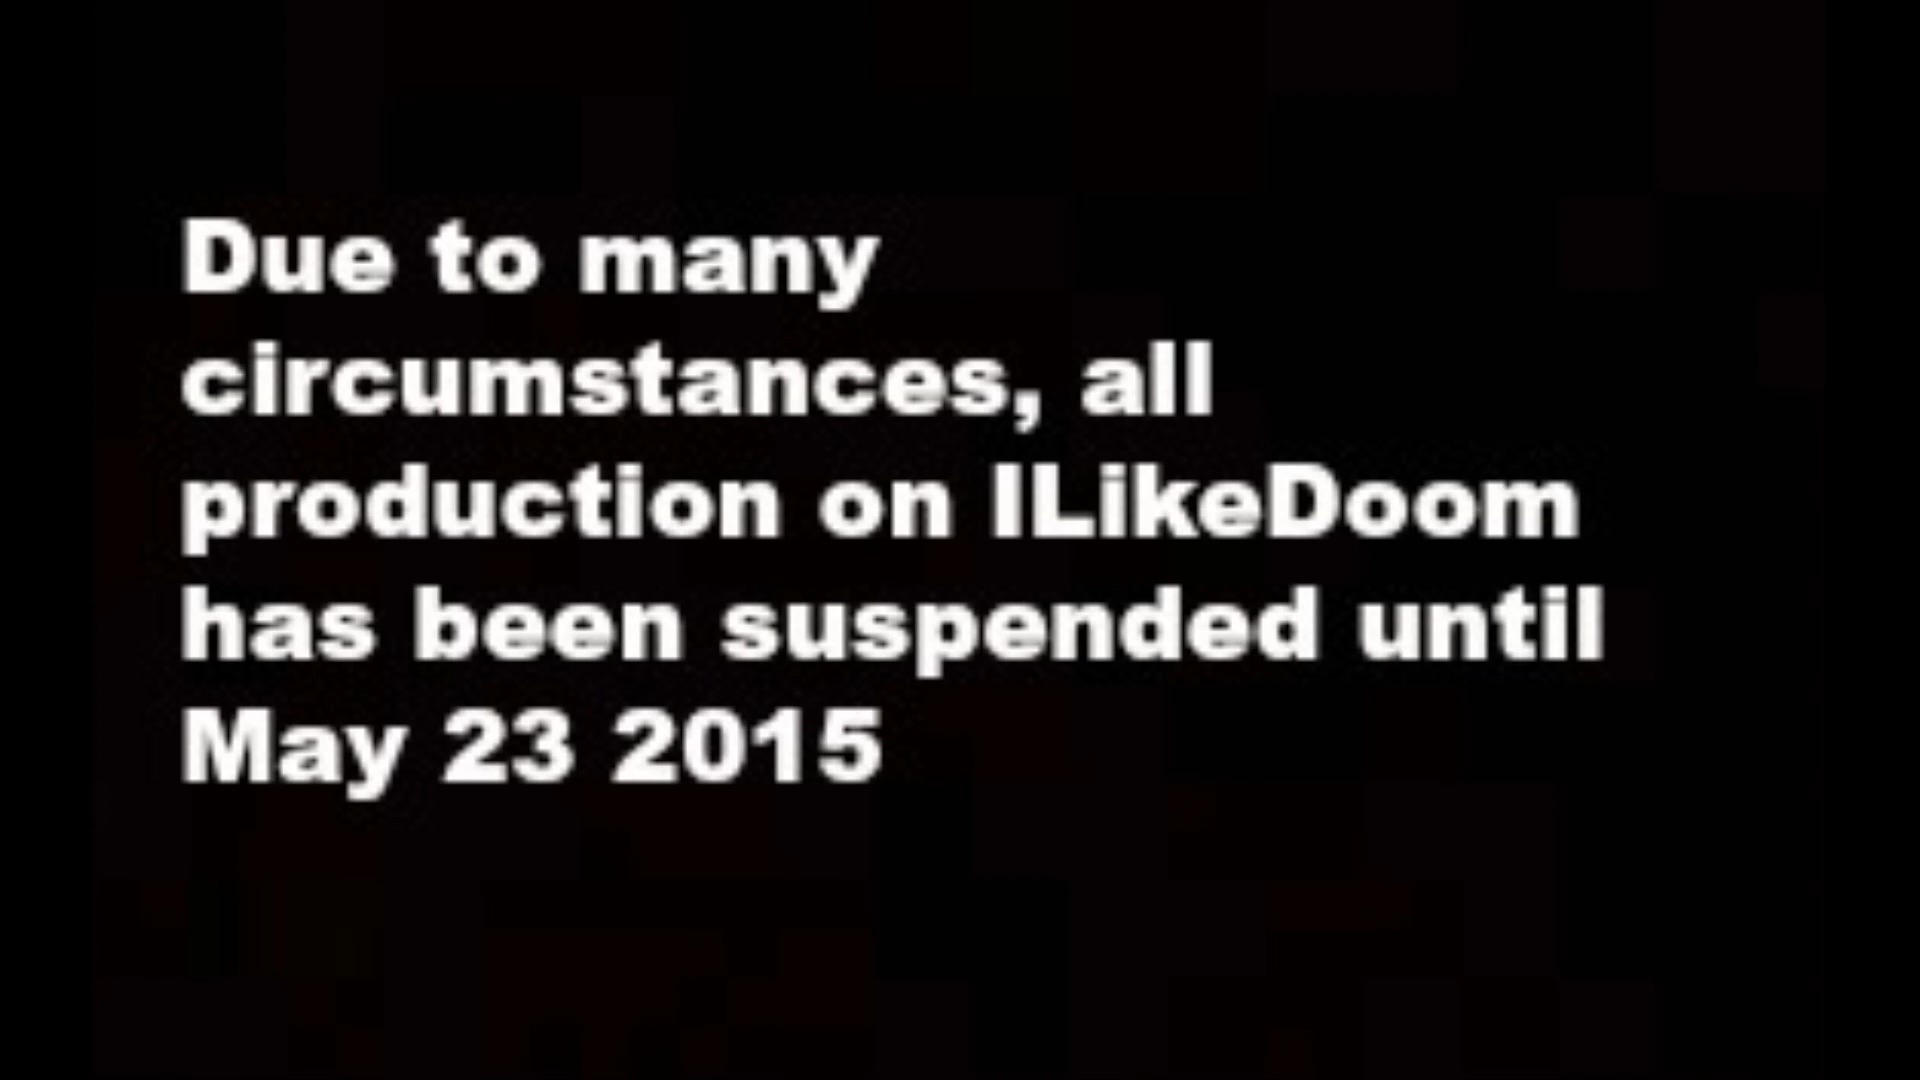 Due to many
circumstances, all
production on ILikeDoom
has been suspended until
May 23 2015